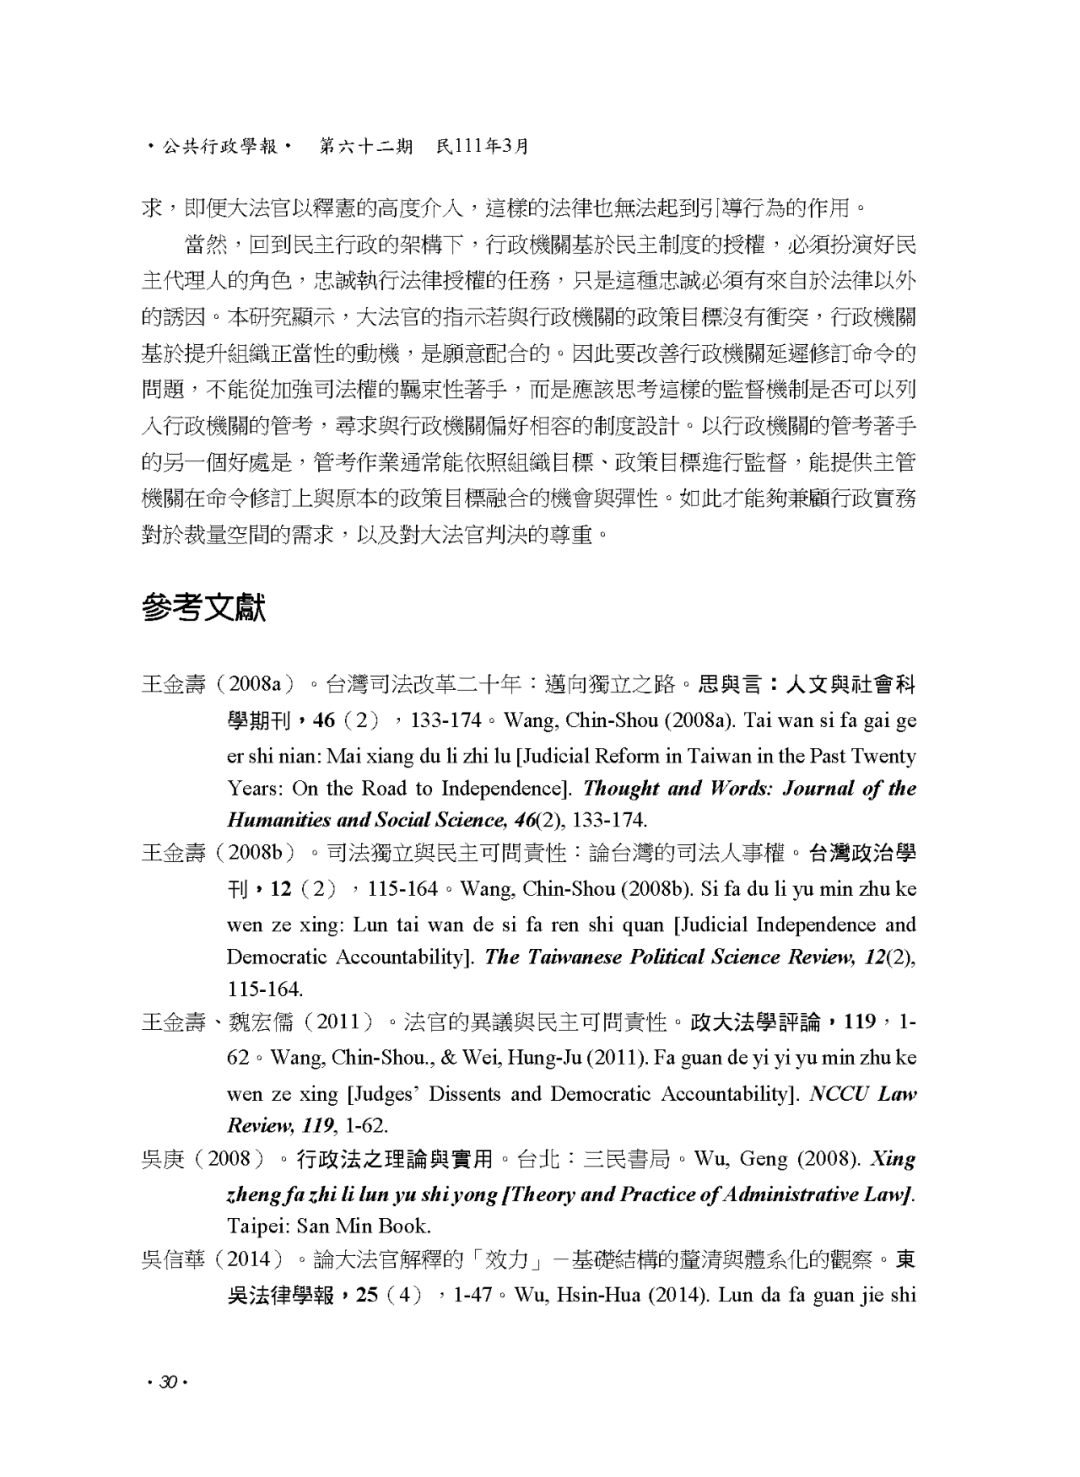 ・公共行政學報・　第六十二期　民111年3月
求，即便大法官以釋憲的高度介入，這樣的法律也無法起到引導行為的作用。
當然，回到民主行政的架構下，行政機關基於民主制度的授權，必須扮演好民
主代理人的角色，忠誠執行法律授權的任務，只是這種忠誠必須有來自於法律以外
的誘因。本研究顯示，大法官的指示若與行政機關的政策目標沒有衝突，行政機關
基於提升組織正當性的動機，是願意配合的。因此要改善行政機關延遲修訂命令的
問題，不能從加強司法權的羈束性著手，而是應該思考這樣的監督機制是否可以列
入行政機關的管考，尋求與行政機關偏好相容的制度設計。以行政機關的管考著手
的另一個好處是，管考作業通常能依照組織目標、政策目標進行監督，能提供主管
機關在命令修訂上與原本的政策目標融合的機會與彈性。如此才能夠兼顧行政實務
對於裁量空間的需求，以及對大法官判決的尊重。
參考文獻
王金壽（2008a）。台灣司法改革二十年：邁向獨立之路。思與言：人文與社會科
學期刊，46（2），133-174。Wang, Chin-Shou (2008a). Tai wan si fa gai ge
er shi nian: Mai xiang du li zhi lu [Judicial Reform in Taiwan in the Past Twenty
Years: On the Road to Independence]. Thought and Words: Journal of the
Humanities and Social Science, 46(2), 133-174.
王金壽（2008b）。司法獨立與民主可問責性：論台灣的司法人事權。台灣政治學
刊，12（2），115-164。Wang, Chin-Shou (2008b). Si fa du li yu min zhu ke
wen ze xing: Lun tai wan de si fa ren shi quan [Judicial Independence and
Democratic Accountability]. The Taiwanese Political Science Review, 12(2),
115-164.
王金壽、魏宏儒（2011）。法官的異議與民主可問責性。政大法學評論，119，1-
62。Wang, Chin-Shou., & Wei, Hung-Ju (2011). Fa guan de yi yi yu min zhu ke
wen ze xing [Judges’ Dissents and Democratic Accountability]. NCCU Law
Review, 119, 1-62.
吳庚（2008）。行政法之理論與實用。台北：三民書局。Wu, Geng (2008). Xing
zheng fa zhi li lun yu shi yong [Theory and Practice of Administrative Law].
Taipei: San Min Book.
吳信華（2014）。論大法官解釋的「效力」－基礎結構的釐清與體系化的觀察。東
吳法律學報，25（4），1-47。Wu, Hsin-Hua (2014). Lun da fa guan jie shi
・30・